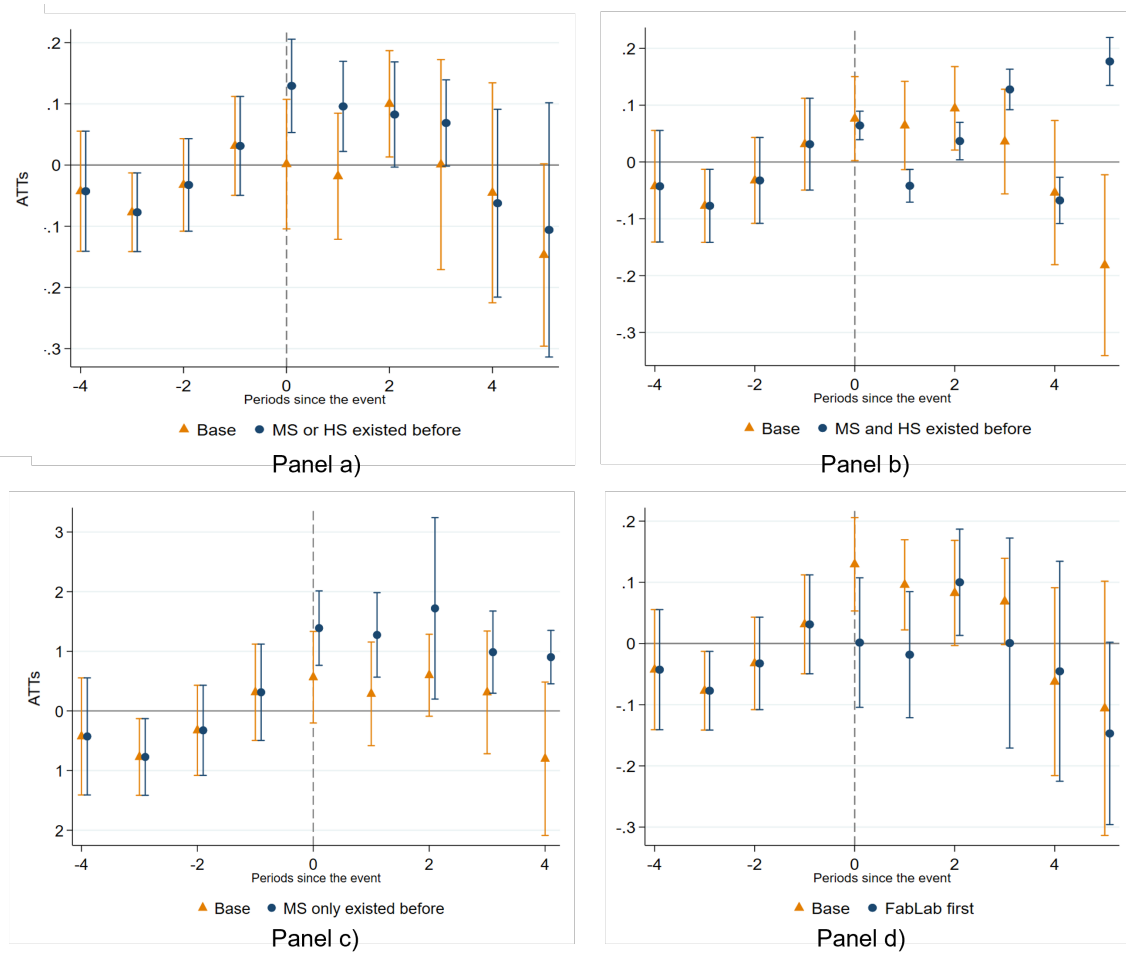 .2
.1
0
.1
.2
-.3
ATTs
-4 -2 0 2 4
Periods since the event
Base MS or HS existed before
Panel a)
.2
.1
0
-.1
-.2
-.3
-4 -2 0 2 4
Periods since the event
Base MS and HS existed before
Panel b)
3
2
1
0
1
2
ATTs
-4 -2 0 2 4
Periods since the event
Base MS only existed before
Panel c)
.2
.1
0
-.1
-.2
-.3
-4 -2 0 2 4
Periods since the event
Base FabLab first
Panel d)